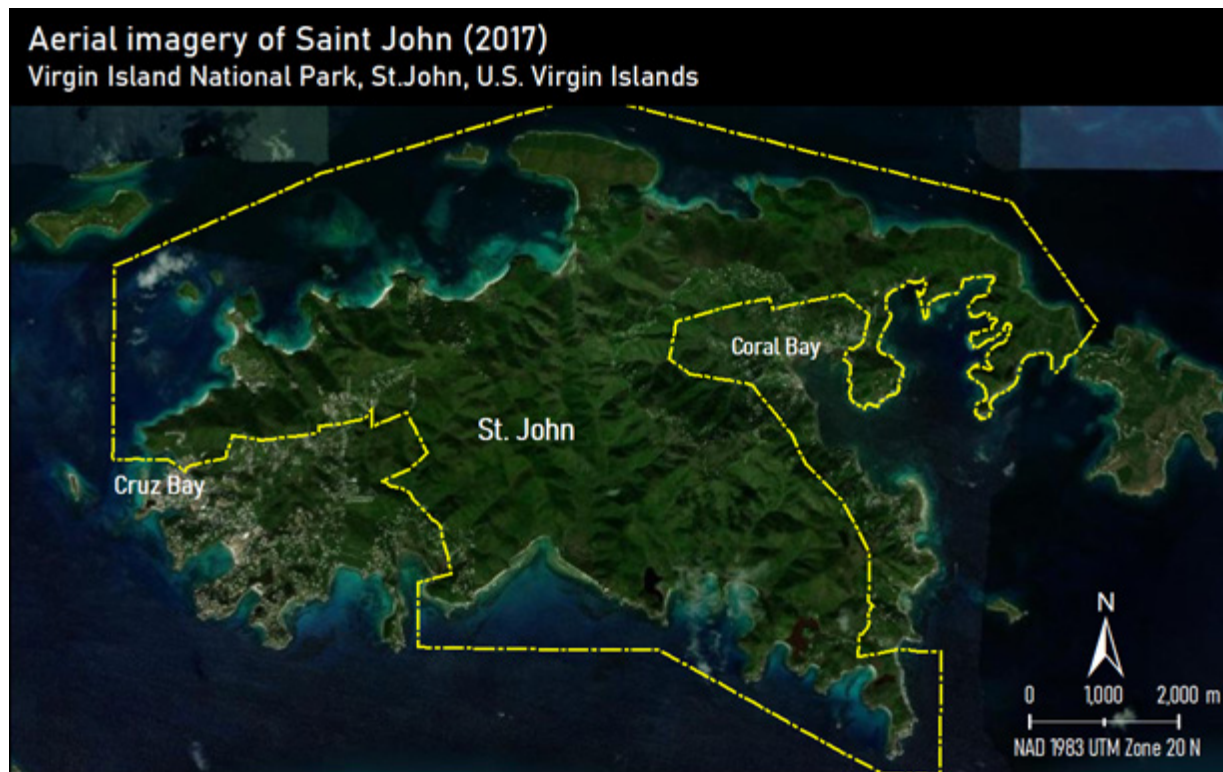 Aerial imagery of Saint John (2017)
Virgin Island National Park, St.John, U.S. Virgin Islands
Coral Bay
St. John
Cruz Bay
N
0 1,000 2,000 m
NAD 1983 UTM Zone 20 N